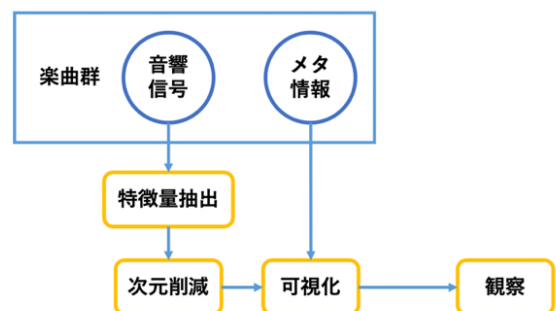 楽曲群
音響
信号
メタ
情報
特徴量抽出
次元削減
可視化
観察